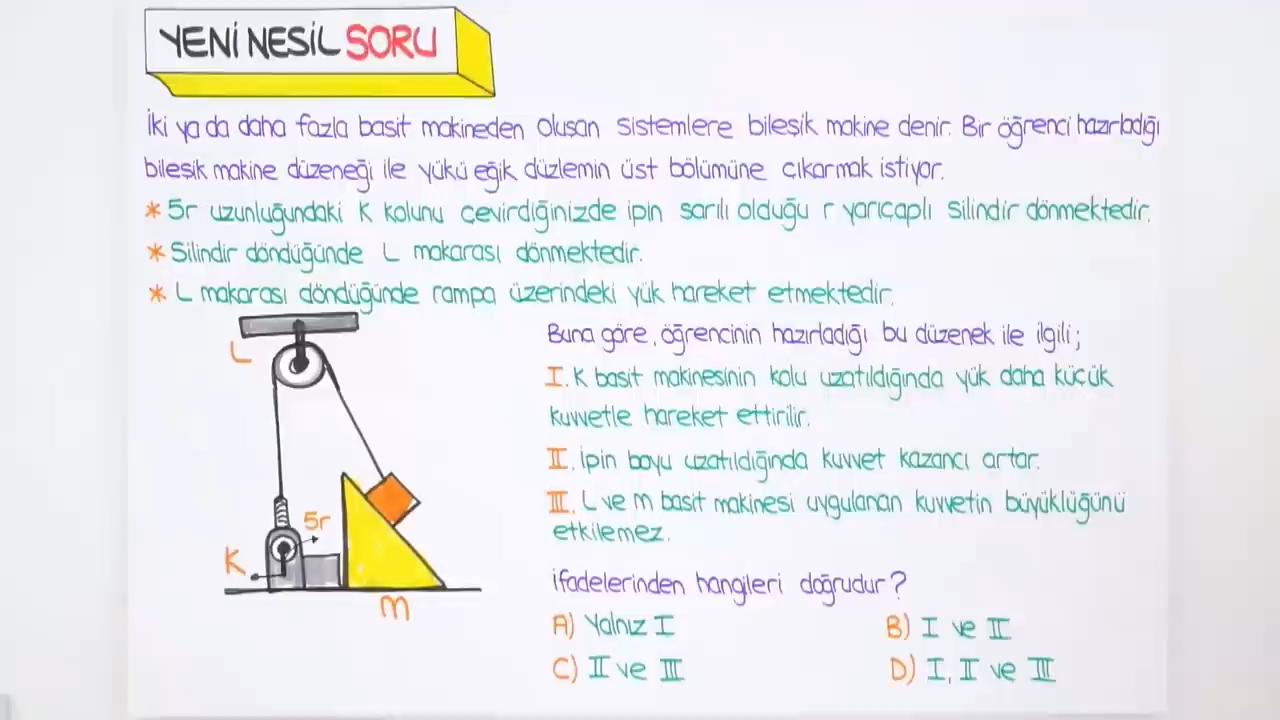 YENİ NESİL SORU
İki ya da daha fazla basit makineden oluşan sistemlere bileşik makine denir. Bir öğrenci hazırladığı
bileşik makine düzeneği ile yükü eğik düzlemin üst bölümüne çıkarmak istiyor.
* 5r uzunluğundaki K kolunu çevirdiğinizde ipin sarılı olduğu r yarıçaplı silindir dönmektedir.
* Silindir döndüğünde L makarası dönmektedir.
* L makarası döndüğünde rampa üzerindeki yük hareket etmektedir.
L
5r
K
m
Buna göre, öğrencinin hazırladığı bu düzenek ile ilgili;
I. K basit makinesinin kolu uzatıldığında yük daha küçük
kuvvetle hareket ettirilir.
II. İpin boyu uzatıldığında kuvvet kazancı artar.
III. L ve m basit makinesi uygulanan kuvvetin büyüklüğünü
etkilemez.
ifadelerinden hangileri doğrudur?
A) Yalnız I
B) I ve II
C) II ve III
D) I, II ve III